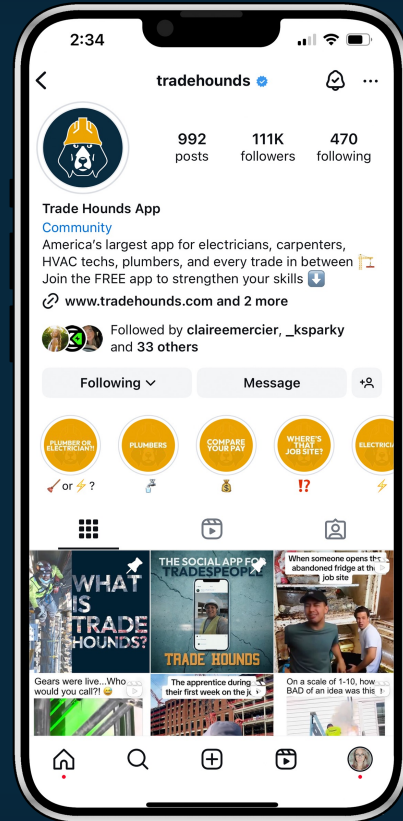 2:34
tradehounds
992 111K 470
posts followers following
Trade Hounds App
Community
America's largest app for electricians, carpenters,
HVAC techs, plumbers, and every trade in between 🏗️
Join the FREE app to strengthen your skills ⬇️
www.tradehounds.com and 2 more
Followed by claireemercier, _ksparky
and 33 others
Following
Message
PLUMBER OR
ELECTRICIAN?!
PLUMBERS
COMPARE
YOUR PAY
WHERE'S
THAT
JOB SITE?
ELECTRICI
or ⚡ ?
⁉️
WHAT
IS
TRADE
HOUNDS?
THE SOCIAL APP FOR
TRADESPEOPLE
TRADE HOUNDS
When someone opens the
abandoned fridge at the
job site
Gears were live...Who
would you call?! 😅
The apprentice during
their first week on the
On a scale of 1-10, how
BAD of an idea was this